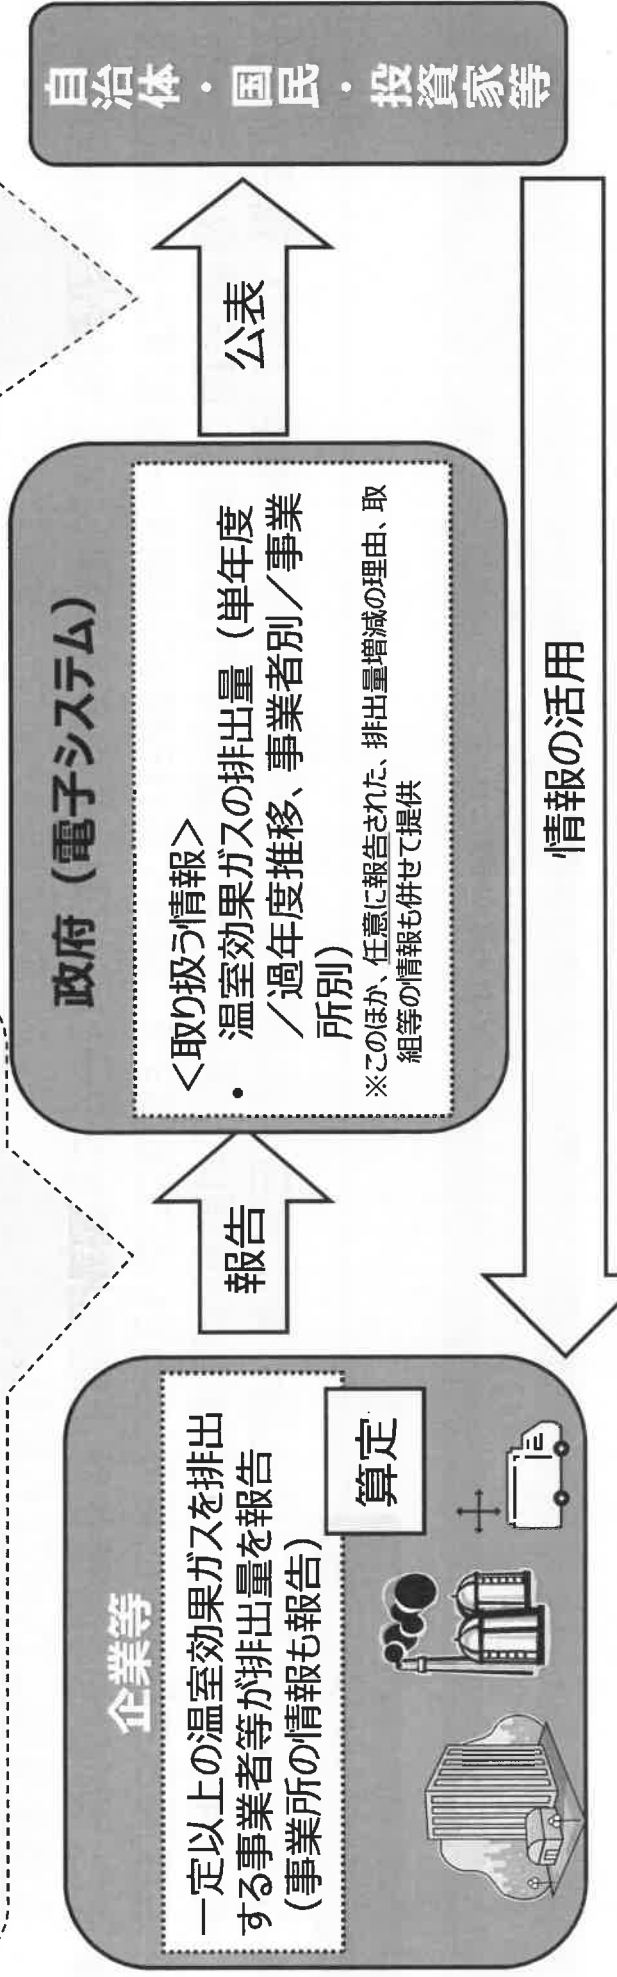 企業等
一定以上の温室効果ガスを排出
する事業者等が排出量を報告
(事業所の情報も報告)
算定
報告
政府（電子システム）
＜取り扱う情報＞
• 温室効果ガスの排出量（単年度
／過年度推移、事業者別／事業
所別）
※このほか、任意に報告された、排出量増減の理由、取
組等の情報も併せて提供
公表
自治体・国民・投資家等
情報の活用